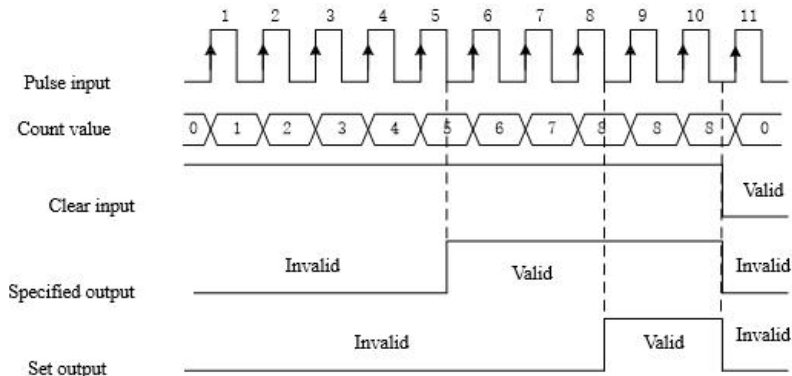 1 2 3 4 5 6 7 8 9 10 11
Pulse input
Count value 0 1 2 3 4 5 6 7 8 8 8 0
Clear input Valid
Specified output Invalid Valid Invalid
Set output Invalid Valid Invalid